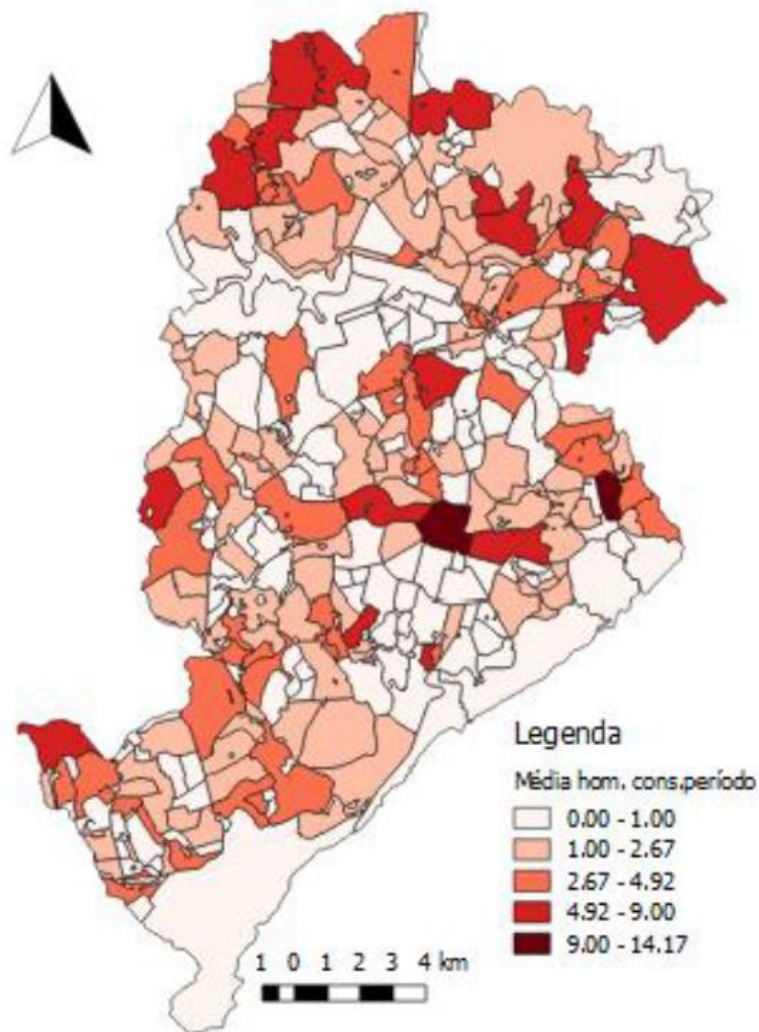 Legenda
Média hom. cons.período
0.00 - 1.00
1.00 - 2.67
2.67 - 4.92
4.92 - 9.00
9.00 - 14.17
1 0 1 2 3 4 km